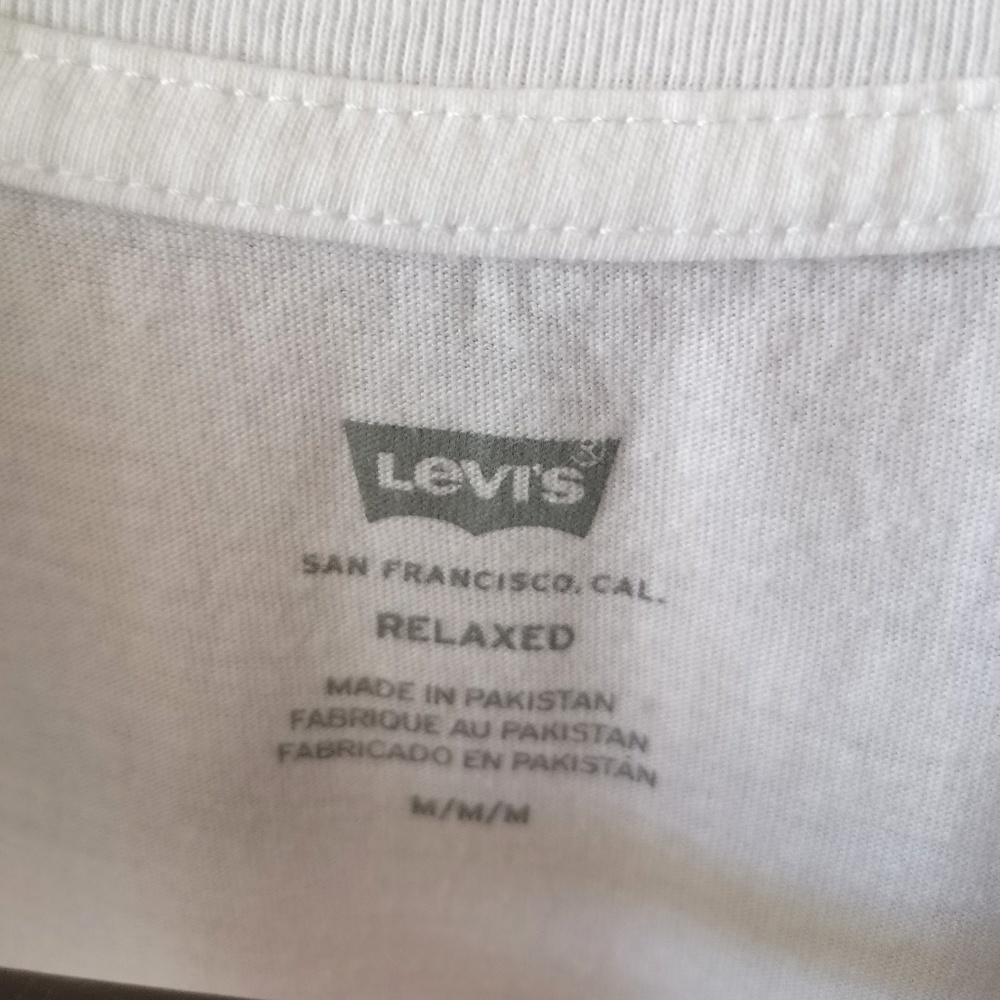 LEVI'S®
SAN FRANCISCO, CAL.
RELAXED
MADE IN PAKISTAN
FABRIQUE AU PAKISTAN
FABRICADO EN PAKISTÁN
M/M/M